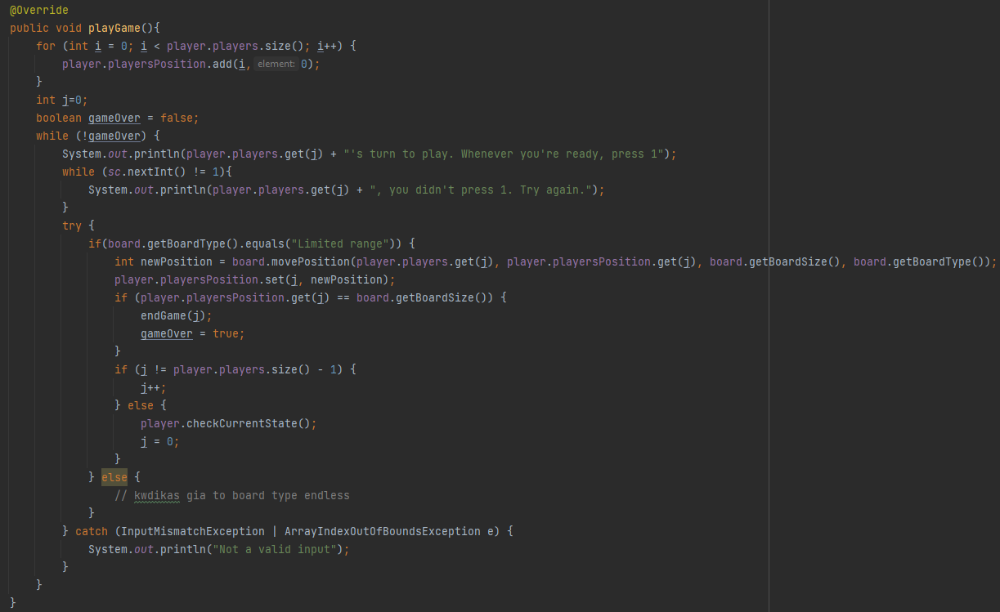 @Override
public void playGame(){
    for (int i = 0; i < player.players.size(); i++) {
        player.playersPosition.add(i, element: 0);
    }
    int j=0;
    boolean gameOver = false;
    while (!gameOver) {
        System.out.println(player.players.get(j) + "'s turn to play. Whenever you're ready, press 1");
        while (sc.nextInt() != 1){
            System.out.println(player.players.get(j) + ", you didn't press 1. Try again.");
        }
        try {
            if(board.getBoardType().equals("Limited range")) {
                int newPosition = board.movePosition(player.players.get(j), player.playersPosition.get(j), board.getBoardSize(), board.getBoardType());
                player.playersPosition.set(j, newPosition);
                if (player.playersPosition.get(j) == board.getBoardSize()) {
                    endGame(j);
                    gameOver = true;
                }
                if (j != player.players.size() - 1) {
                    j++;
                } else {
                    player.checkCurrentState();
                    j = 0;
                }
            } else {
                // kwdikas gia to board type endless
            }
        } catch (InputMismatchException | ArrayIndexOutOfBoundsException e) {
            System.out.println("Not a valid input");
        }
    }
}